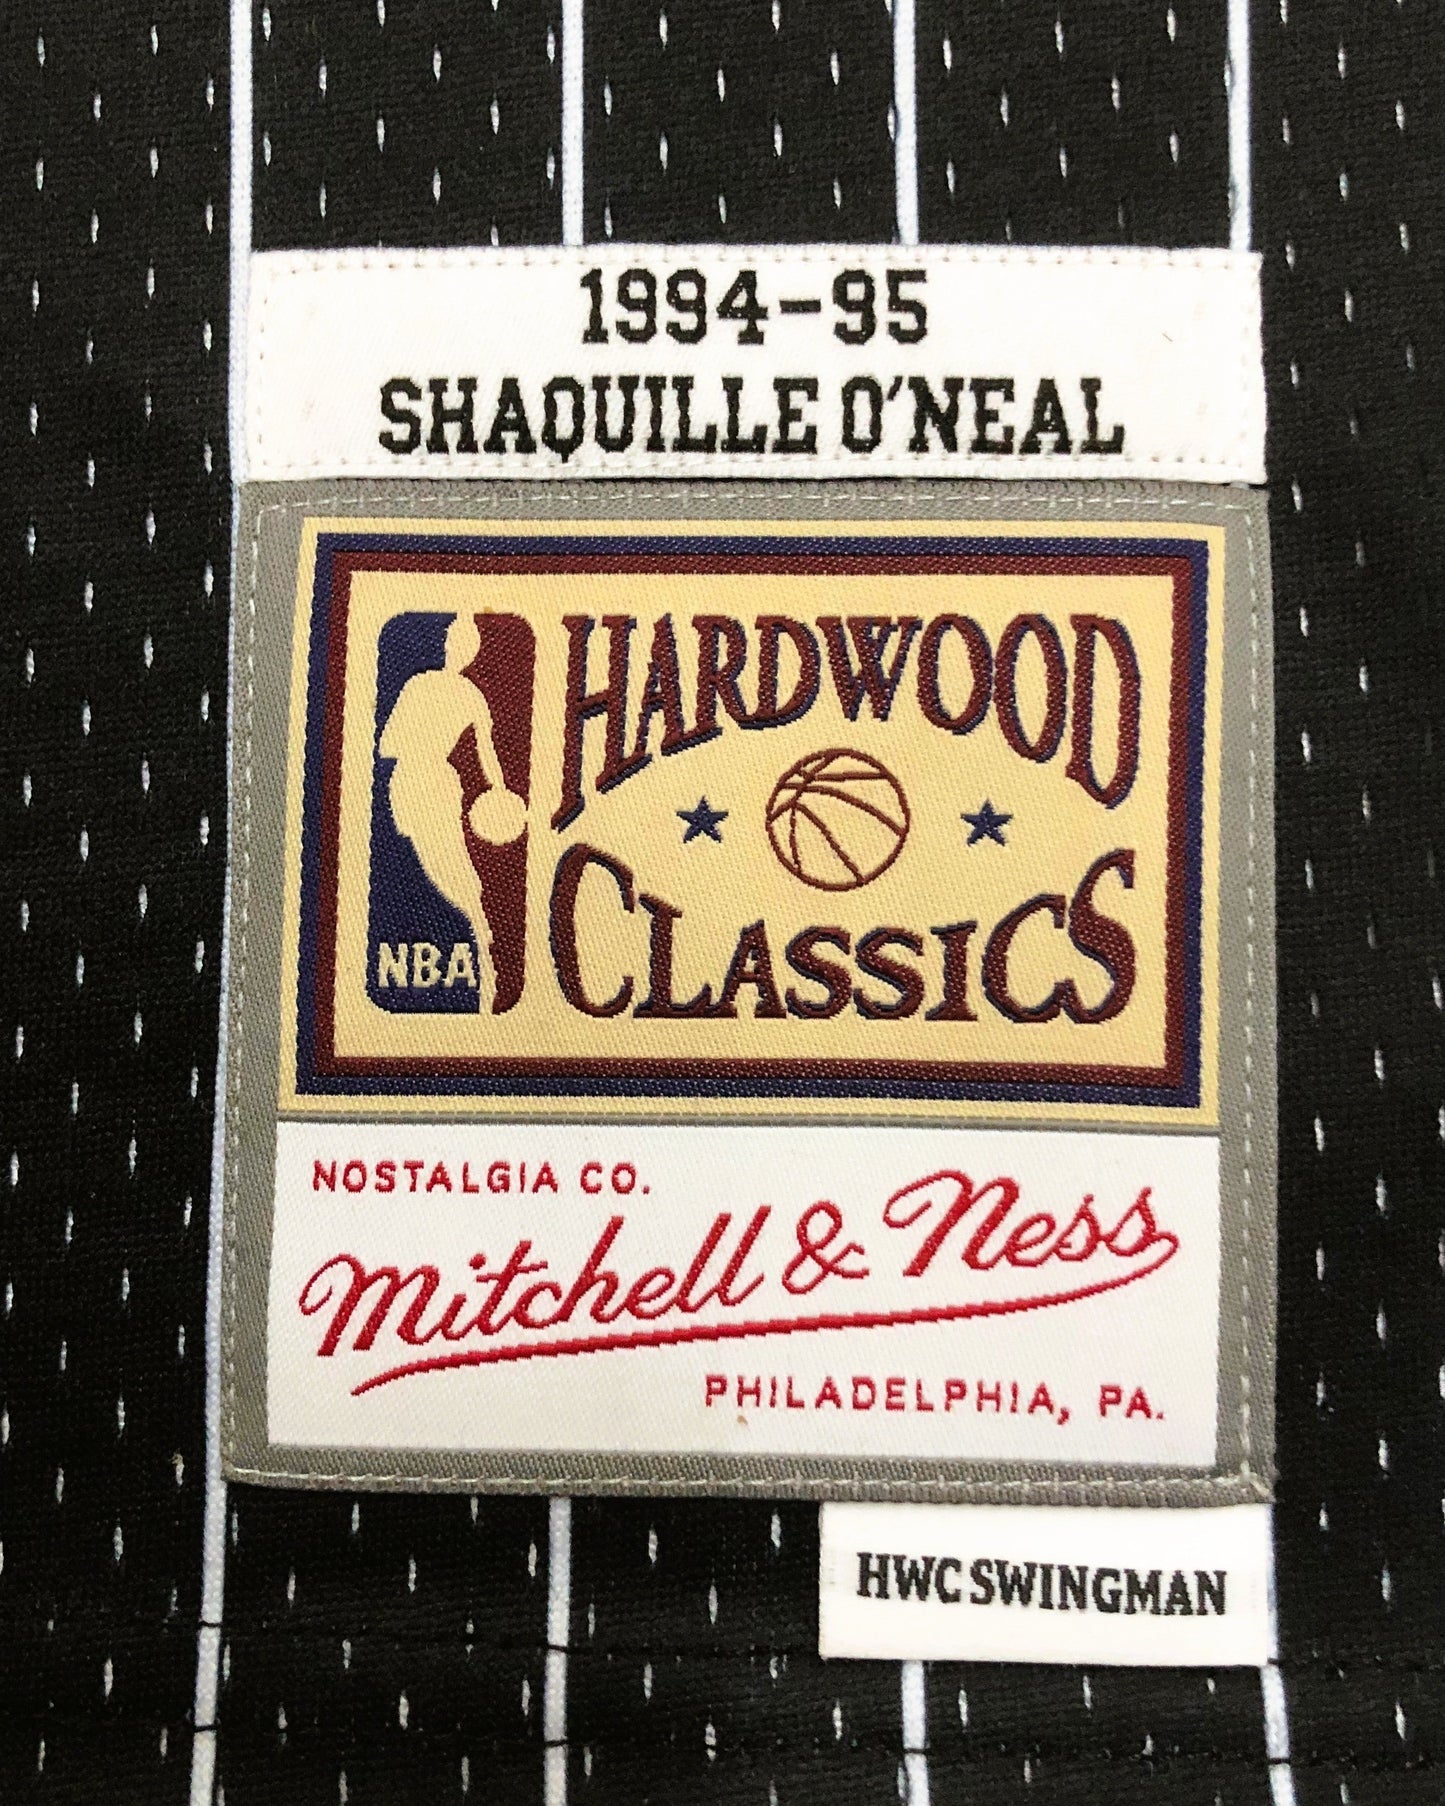 1994-95
SHAQUILLE O'NEAL
HARDWOOD
CLASSICS
NBA
NOSTALGIA CO.
Mitchell & Ness
PHILADELPHIA, PA.
HWC SWINGMAN